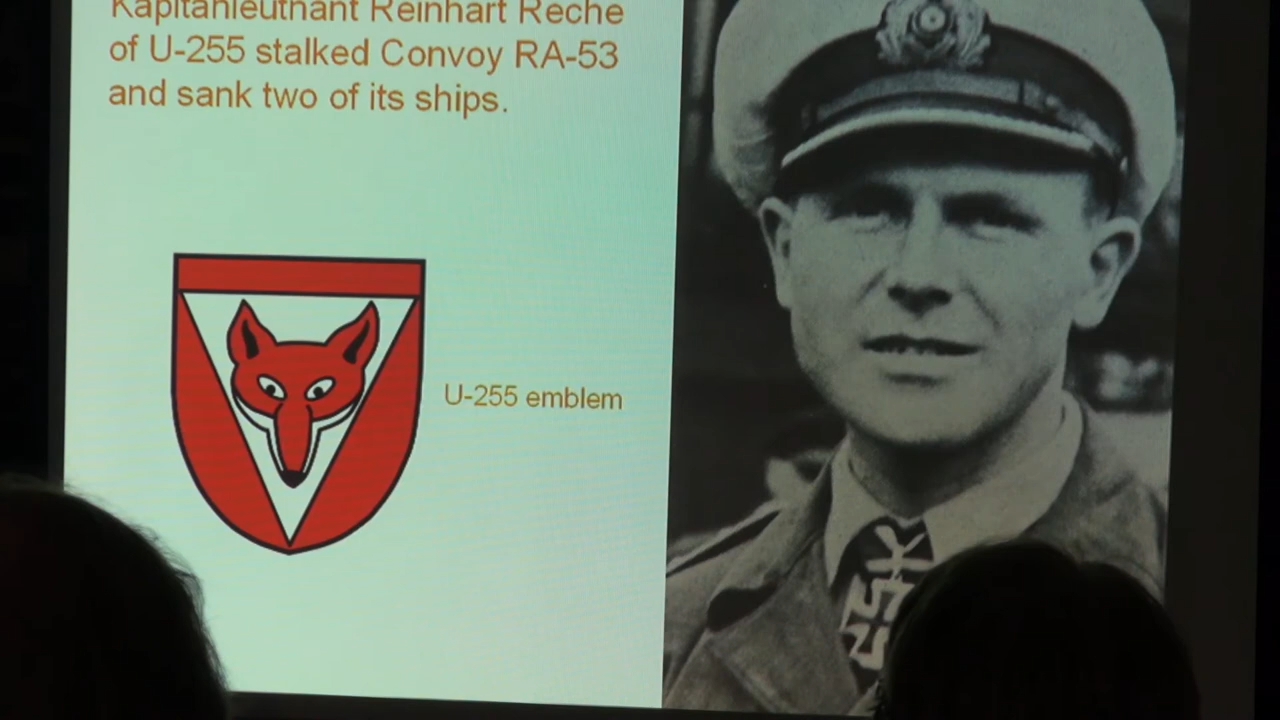 Kapitänleutnant Reinhart Reche
of U-255 stalked Convoy RA-53
and sank two of its ships.
U-255 emblem